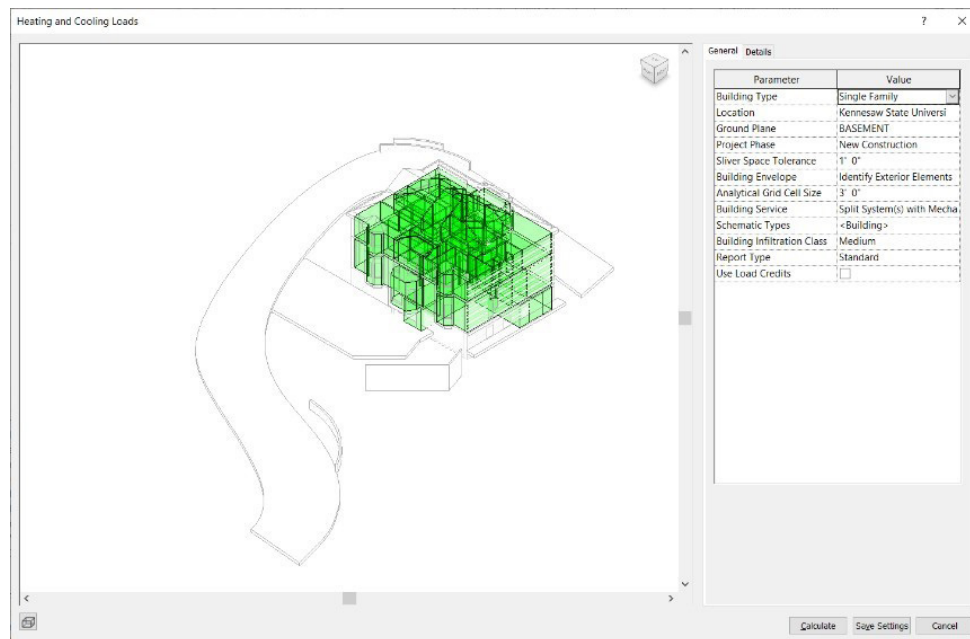 Heating and Cooling Loads
General Details
Parameter Value
Building Type Single Family
Location Kennesaw State Universi
Ground Plane BASEMENT
Project Phase New Construction
Sliver Space Tolerance 1' 0"
Building Envelope Identify Exterior Elements
Analytical Grid Cell Size 3' 0"
Building Service Split System(s) with Mecha
Schematic Types <Building>
Building Infiltration Class Medium
Report Type Standard
Use Load Credits
Calculate Save Settings Cancel